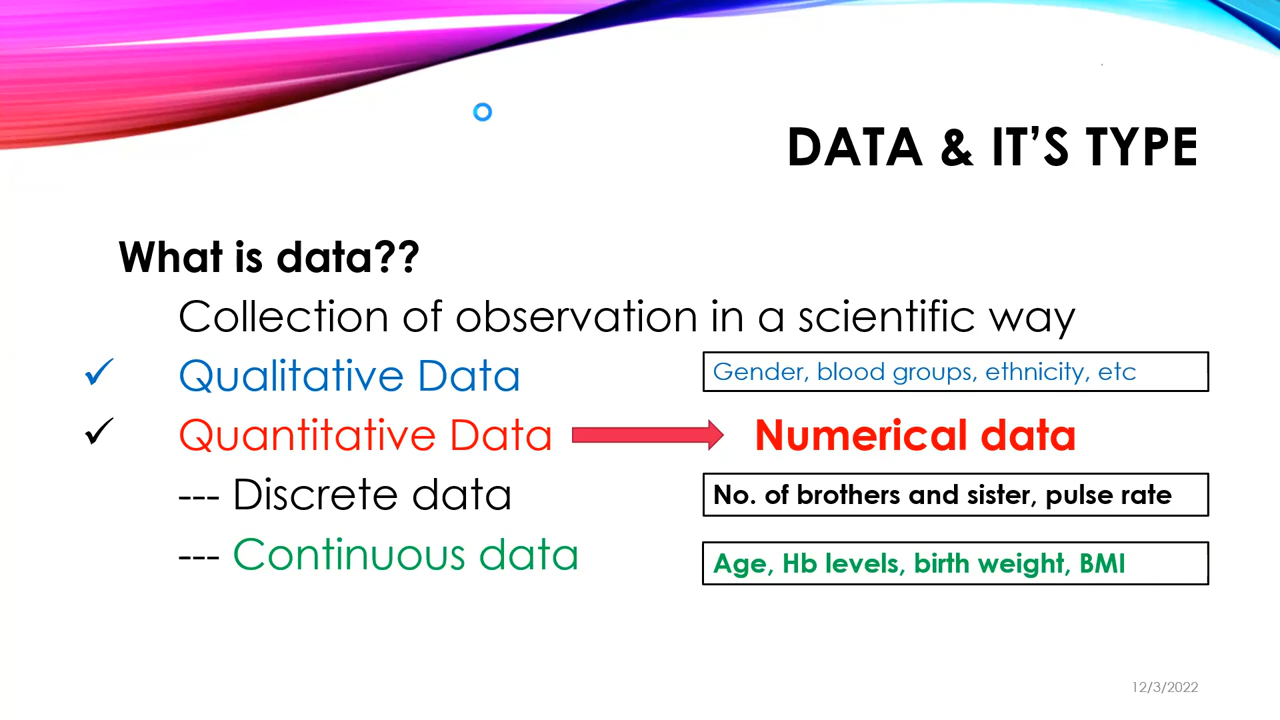 DATA & IT’S TYPE
What is data??
Collection of observation in a scientific way
✓ Qualitative Data
Gender, blood groups, ethnicity, etc
✓ Quantitative Data
Numerical data
--- Discrete data
No. of brothers and sister, pulse rate
--- Continuous data
Age, Hb levels, birth weight, BMI
12/3/2022